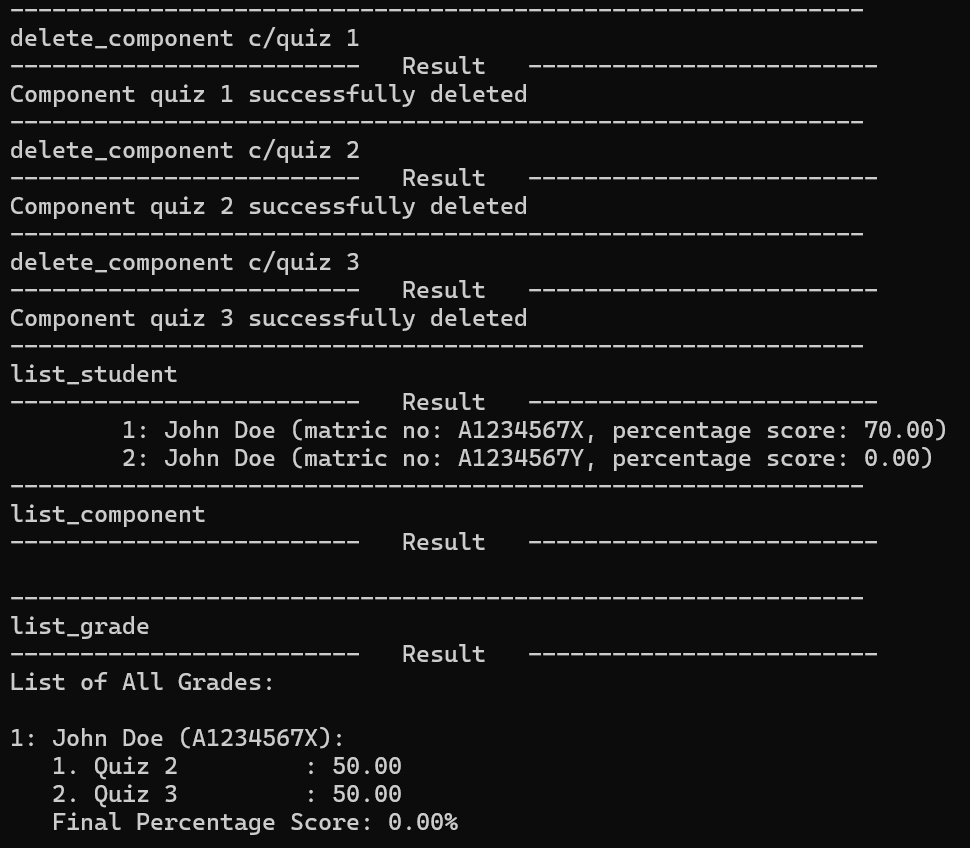 -------------------------------------------------------------
delete_component c/quiz 1
-------------------------   Result   -------------------------
Component quiz 1 successfully deleted
-------------------------------------------------------------
delete_component c/quiz 2
-------------------------   Result   -------------------------
Component quiz 2 successfully deleted
-------------------------------------------------------------
delete_component c/quiz 3
-------------------------   Result   -------------------------
Component quiz 3 successfully deleted
-------------------------------------------------------------
list_student
-------------------------   Result   -------------------------
        1: John Doe (matric no: A1234567X, percentage score: 70.00)
        2: John Doe (matric no: A1234567Y, percentage score: 0.00)
-------------------------------------------------------------
list_component
-------------------------   Result   -------------------------

-------------------------------------------------------------
list_grade
-------------------------   Result   -------------------------
List of All Grades:

1: John Doe (A1234567X):
   1. Quiz 2         : 50.00
   2. Quiz 3         : 50.00
   Final Percentage Score: 0.00%